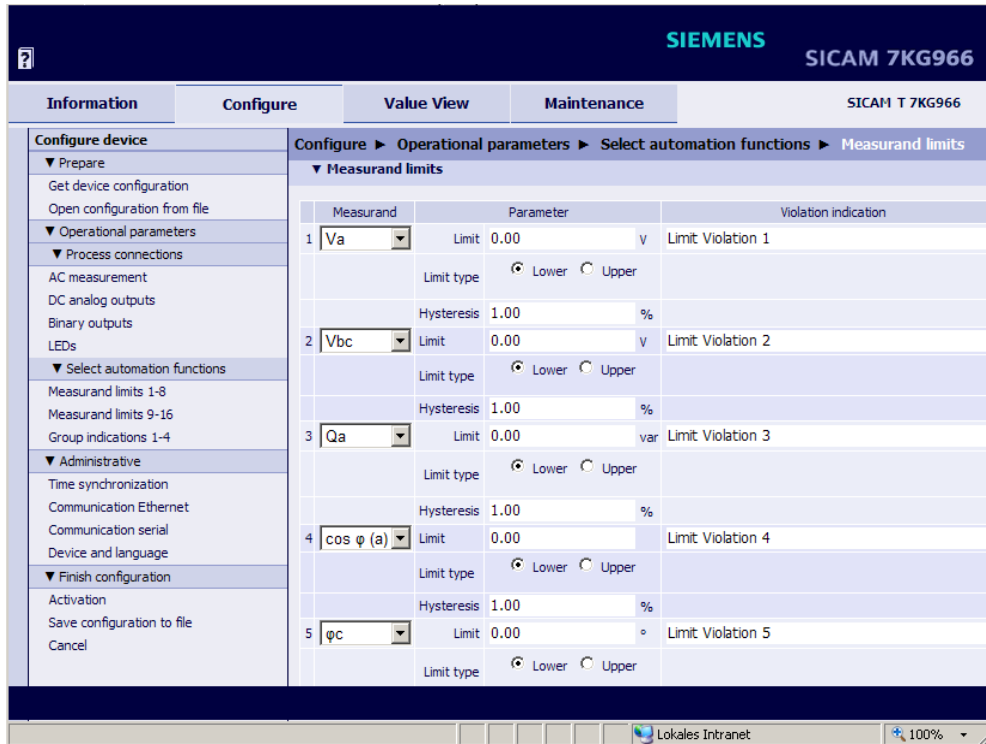 SIEMENS
SICAM 7KG966
Information Configure Value View Maintenance SICAM T 7KG966
Configure device
▼ Prepare
Get device configuration
Open configuration from file
▼ Operational parameters
▼ Process connections
AC measurement
DC analog outputs
Binary outputs
LEDs
▼ Select automation functions
Measurand limits 1-8
Measurand limits 9-16
Group indications 1-4
▼ Administrative
Time synchronization
Communication Ethernet
Communication serial
Device and language
▼ Finish configuration
Activation
Save configuration to file
Cancel
Configure ► Operational parameters ► Select automation functions ► Measurand limits
▼ Measurand limits
Measurand Parameter Violation indication
1 Va Limit 0.00 V Limit Violation 1
Limit type Lower Upper
Hysteresis 1.00 %
2 Vbc Limit 0.00 V Limit Violation 2
Limit type Lower Upper
Hysteresis 1.00 %
3 Qa Limit 0.00 var Limit Violation 3
Limit type Lower Upper
Hysteresis 1.00 %
4 cos φ (a) Limit 0.00 Limit Violation 4
Limit type Lower Upper
Hysteresis 1.00 %
5 φc Limit 0.00 ° Limit Violation 5
Limit type Lower Upper
Lokales Intranet 100%